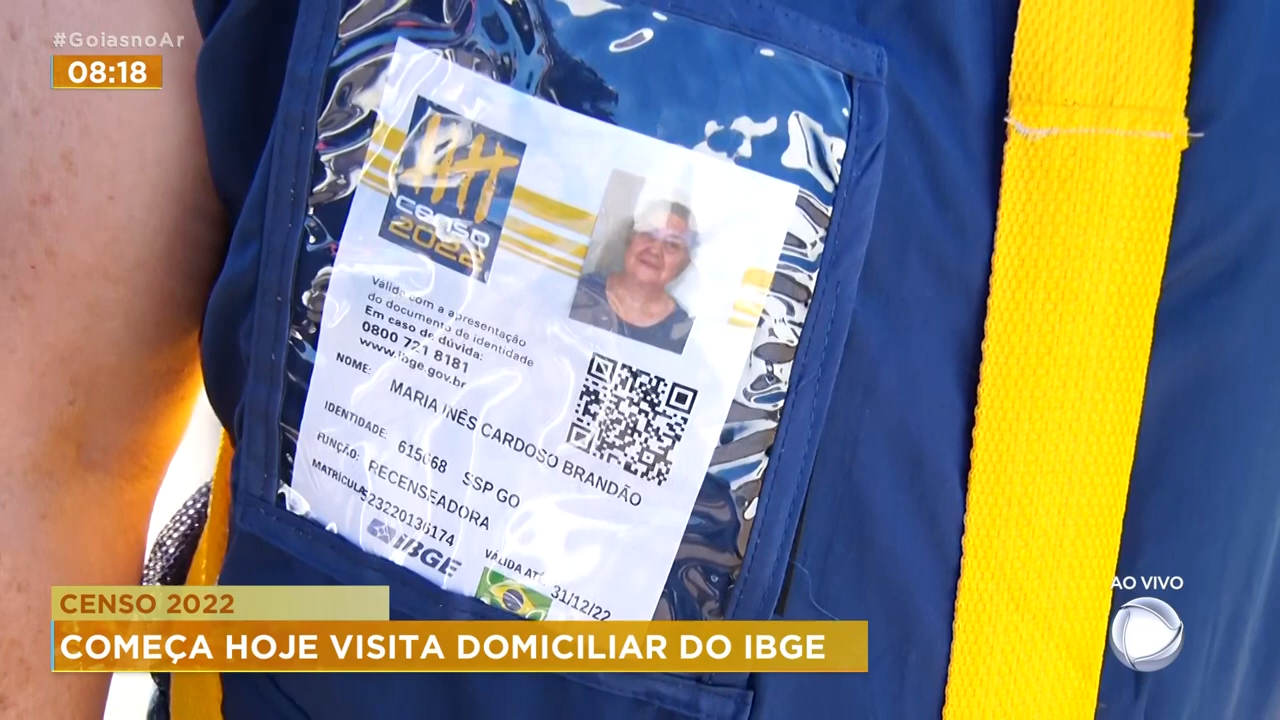 #GoiasnoAr
08:18
censo
2022
Válida com a apresentação
do documento de identidade
Em caso de dúvida:
0800 721 8181
www.ibge.gov.br
NOME:
MARIA INÊS CARDOSO BRANDÃO
IDENTIDADE: 615668 SSP GO
FUNÇÃO: RECENSEADORA
MATRÍCULA: 523220136174
IBGE
VÁLIDA ATÉ: 31/12/22
CENSO 2022
COMEÇA HOJE VISITA DOMICILIAR DO IBGE
AO VIVO